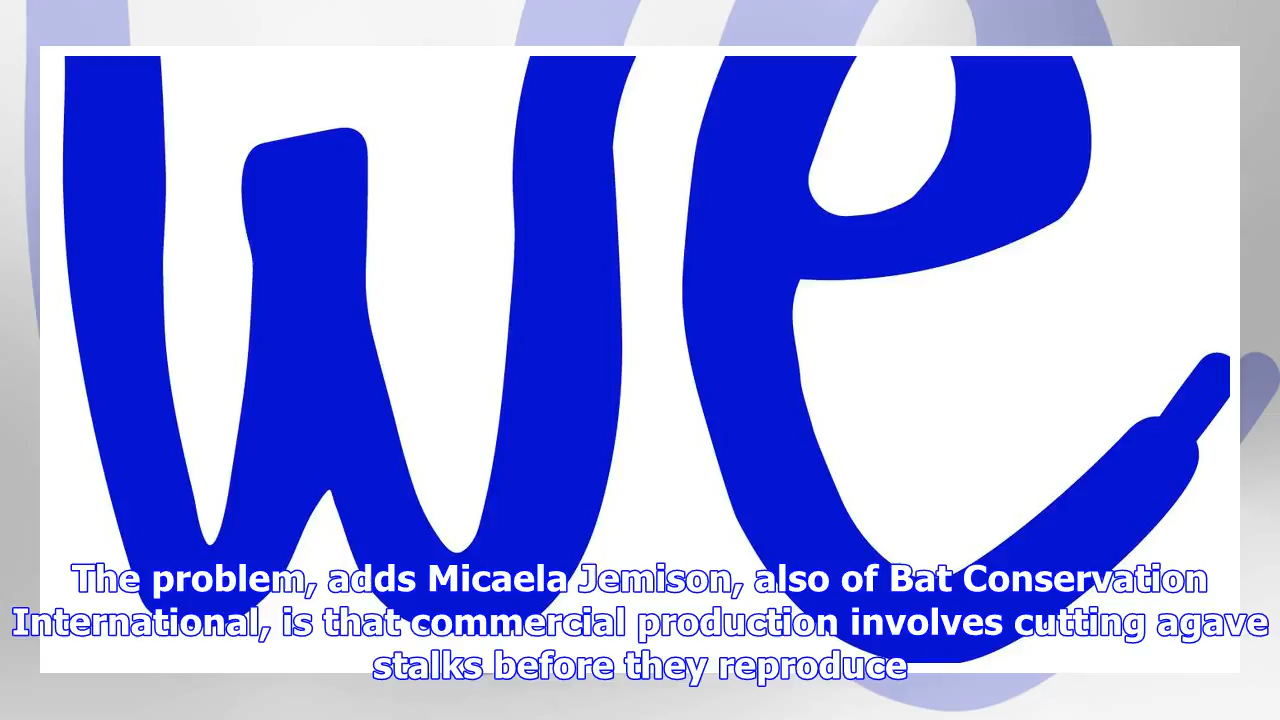 we
The problem, adds Micaela Jemison, also of Bat Conservation
International, is that commercial production involves cutting agave
stalks before they reproduce